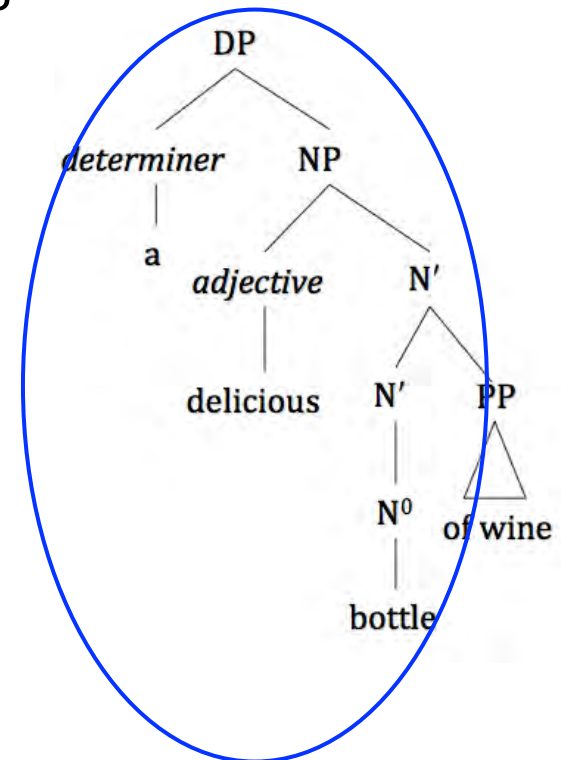 DP
determiner NP
a
adjective N′
delicious N′ PP
N⁰ of wine
bottle